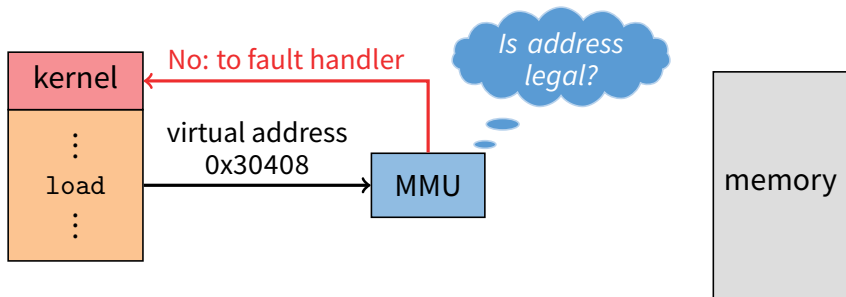 Is address
legal?
No: to fault handler
kernel
virtual address
0x30408
⋮
load
⋮
MMU
memory